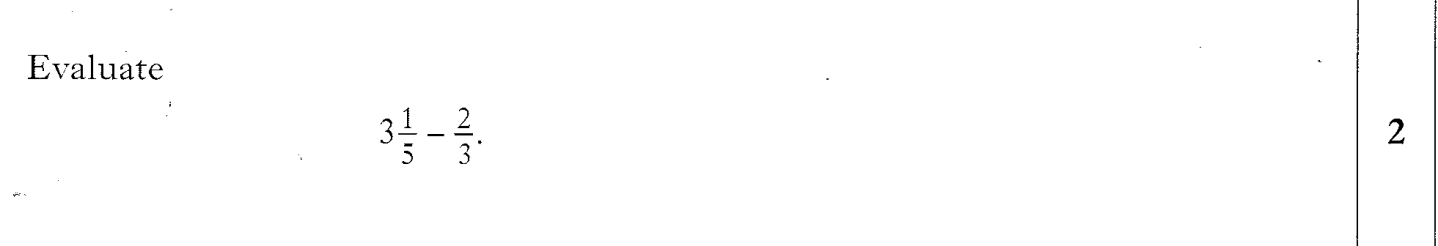 Evaluate
3 1/5 − 2/3.
2